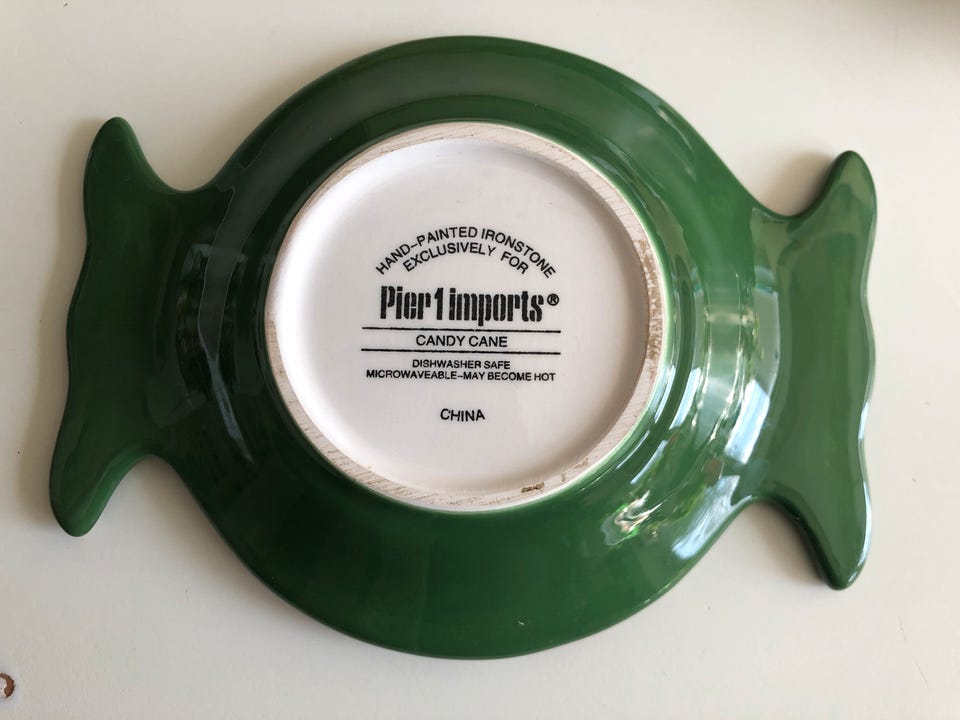 HAND-PAINTED IRONSTONE
EXCLUSIVELY FOR
Pier 1 imports®
CANDY CANE
DISHWASHER SAFE
MICROWAVEABLE-MAY BECOME HOT
CHINA